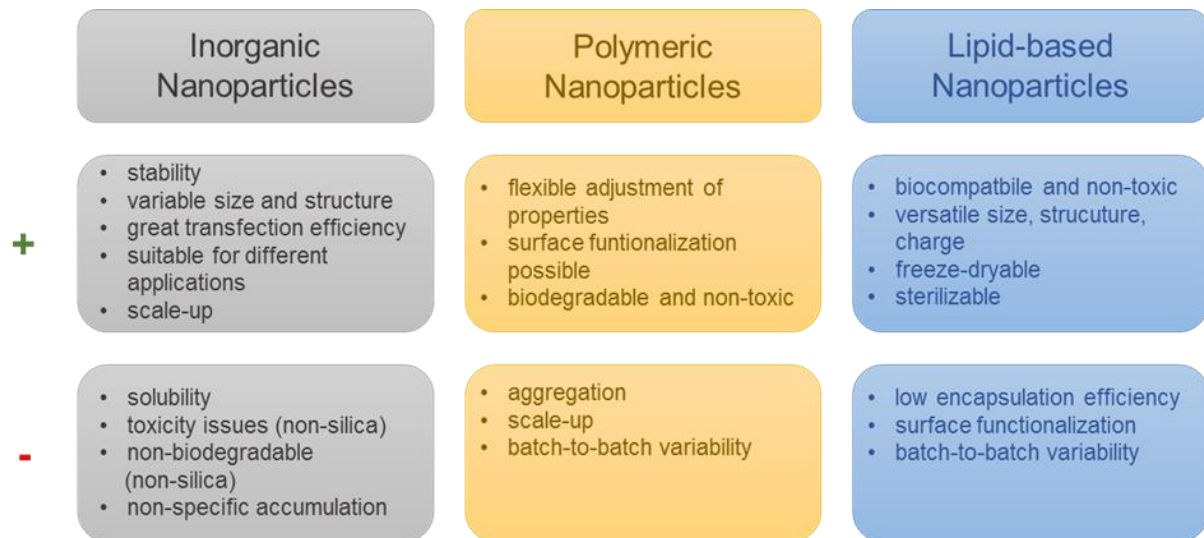 Inorganic
Nanoparticles
Polymeric
Nanoparticles
Lipid-based
Nanoparticles
+
• stability
• variable size and structure
• great transfection efficiency
• suitable for different
applications
• scale-up
• flexible adjustment of
properties
• surface funtionalization
possible
• biodegradable and non-toxic
• biocompatbile and non-toxic
• versatile size, strucuture,
charge
• freeze-dryable
• sterilizable
-
• solubility
• toxicity issues (non-silica)
• non-biodegradable
(non-silica)
• non-specific accumulation
• aggregation
• scale-up
• batch-to-batch variability
• low encapsulation efficiency
• surface functionalization
• batch-to-batch variability